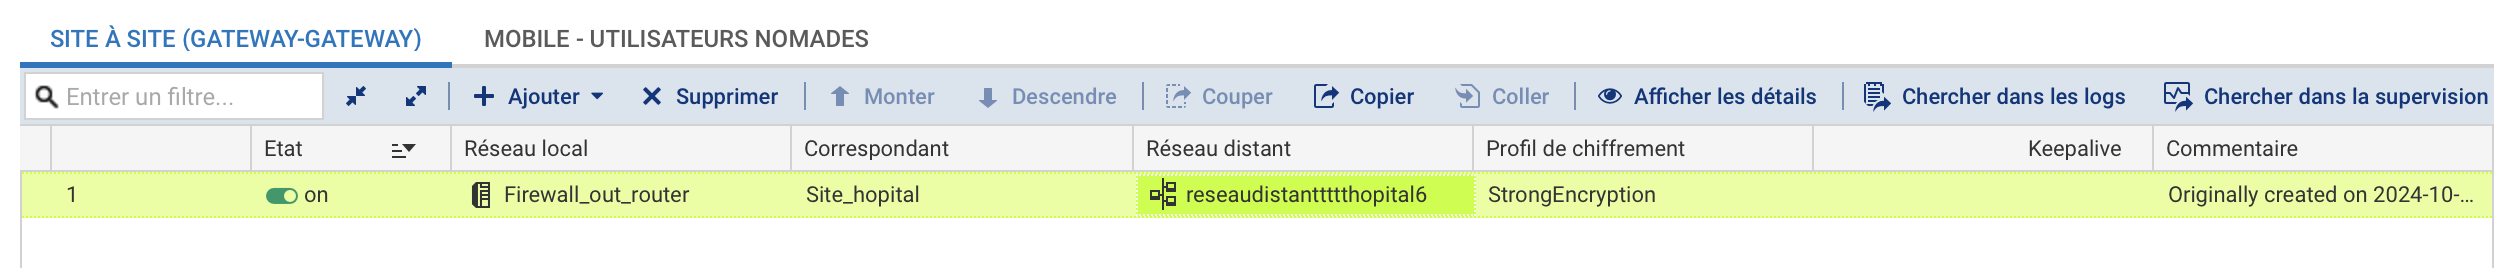 SITE À SITE (GATEWAY-GATEWAY) MOBILE - UTILISATEURS NOMADES
Entrer un filtre... Ajouter Supprimer Monter Descendre Couper Copier Coller Afficher les détails Chercher dans les logs Chercher dans la supervision
Etat Réseau local Correspondant Réseau distant Profil de chiffrement Keepalive Commentaire
1 on Firewall_out_router Site_hopital reseaudistanttttthopital6 StrongEncryption Originally created on 2024-10-...